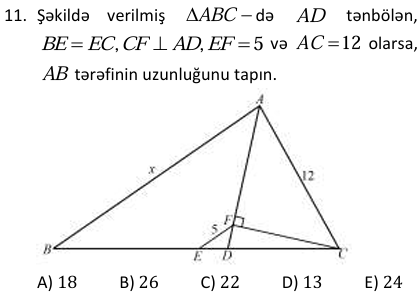 11. Şəkildə verilmiş ΔABC – də AD tənbölən,
BE = EC, CF ⊥ AD, EF = 5 və AC = 12 olarsa,
AB tərəfinin uzunluğunu tapın.
A
x
12
F
5
B
E
D
C
A) 18 B) 26 C) 22 D) 13 E) 24